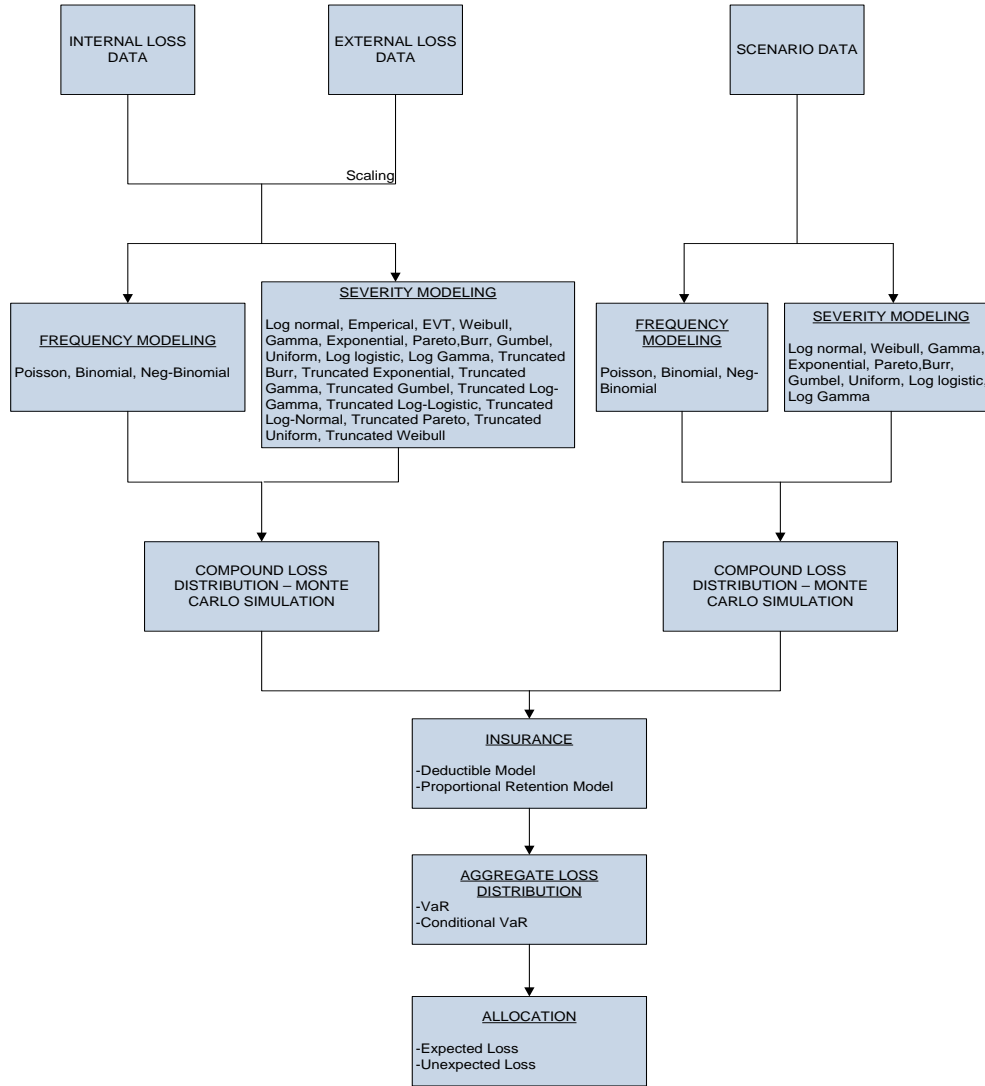 INTERNAL LOSS
DATA
EXTERNAL LOSS
DATA
SCENARIO DATA
Scaling
FREQUENCY MODELING
Poisson, Binomial, Neg-Binomial
SEVERITY MODELING
Log normal, Emperical, EVT, Weibull,
Gamma, Exponential, Pareto,Burr, Gumbel,
Uniform, Log logistic, Log Gamma, Truncated
Burr, Truncated Exponential, Truncated
Gamma, Truncated Gumbel, Truncated Log-
Gamma, Truncated Log-Logistic, Truncated
Log-Normal, Truncated Pareto, Truncated
Uniform, Truncated Weibull
FREQUENCY
MODELING
Poisson, Binomial, Neg-
Binomial
SEVERITY MODELING
Log normal, Weibull, Gamma,
Exponential, Pareto,Burr,
Gumbel, Uniform, Log logistic,
Log Gamma
COMPOUND LOSS
DISTRIBUTION – MONTE
CARLO SIMULATION
COMPOUND LOSS
DISTRIBUTION – MONTE
CARLO SIMULATION
INSURANCE
-Deductible Model
-Proportional Retention Model
AGGREGATE LOSS
DISTRIBUTION
-VaR
-Conditional VaR
ALLOCATION
-Expected Loss
-Unexpected Loss